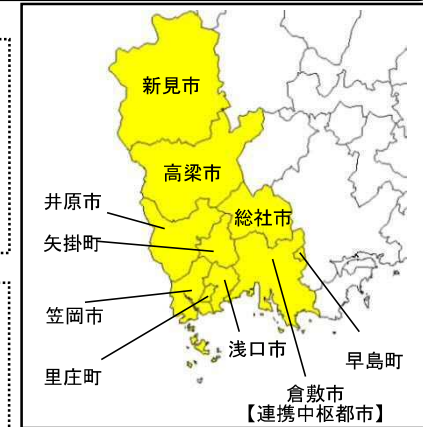 新見市
高梁市
井原市
総社市
矢掛町
笠岡市
浅口市
早島町
里庄町
倉敷市
【連携中枢都市】